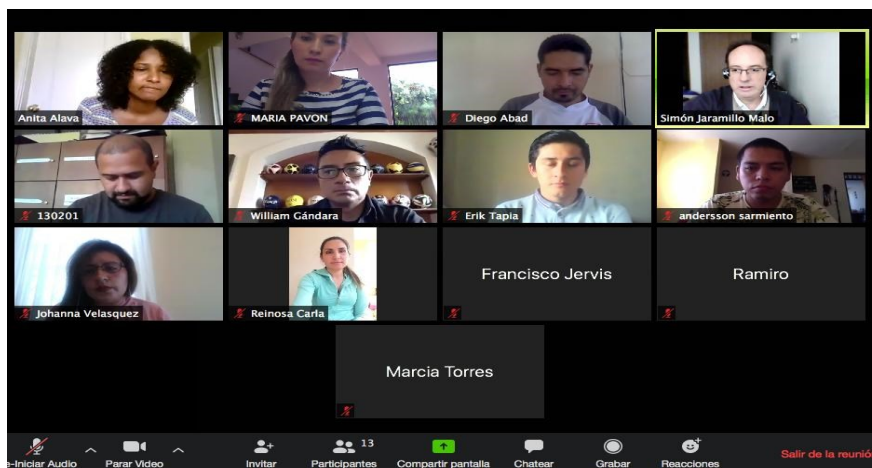 Anita Alava
MARIA PAVON
Diego Abad
Simón Jaramillo Malo
130201
William Gándara
Erik Tapia
andersson sarmiento
Johanna Velasquez
Reinosa Carla
Francisco Jervis
Ramiro
Marcia Torres
e-Iniciar Audio
Parar Video
Invitar
13
Participantes
Compartir pantalla
Chatear
Grabar
Reacciones
Salir de la reunió